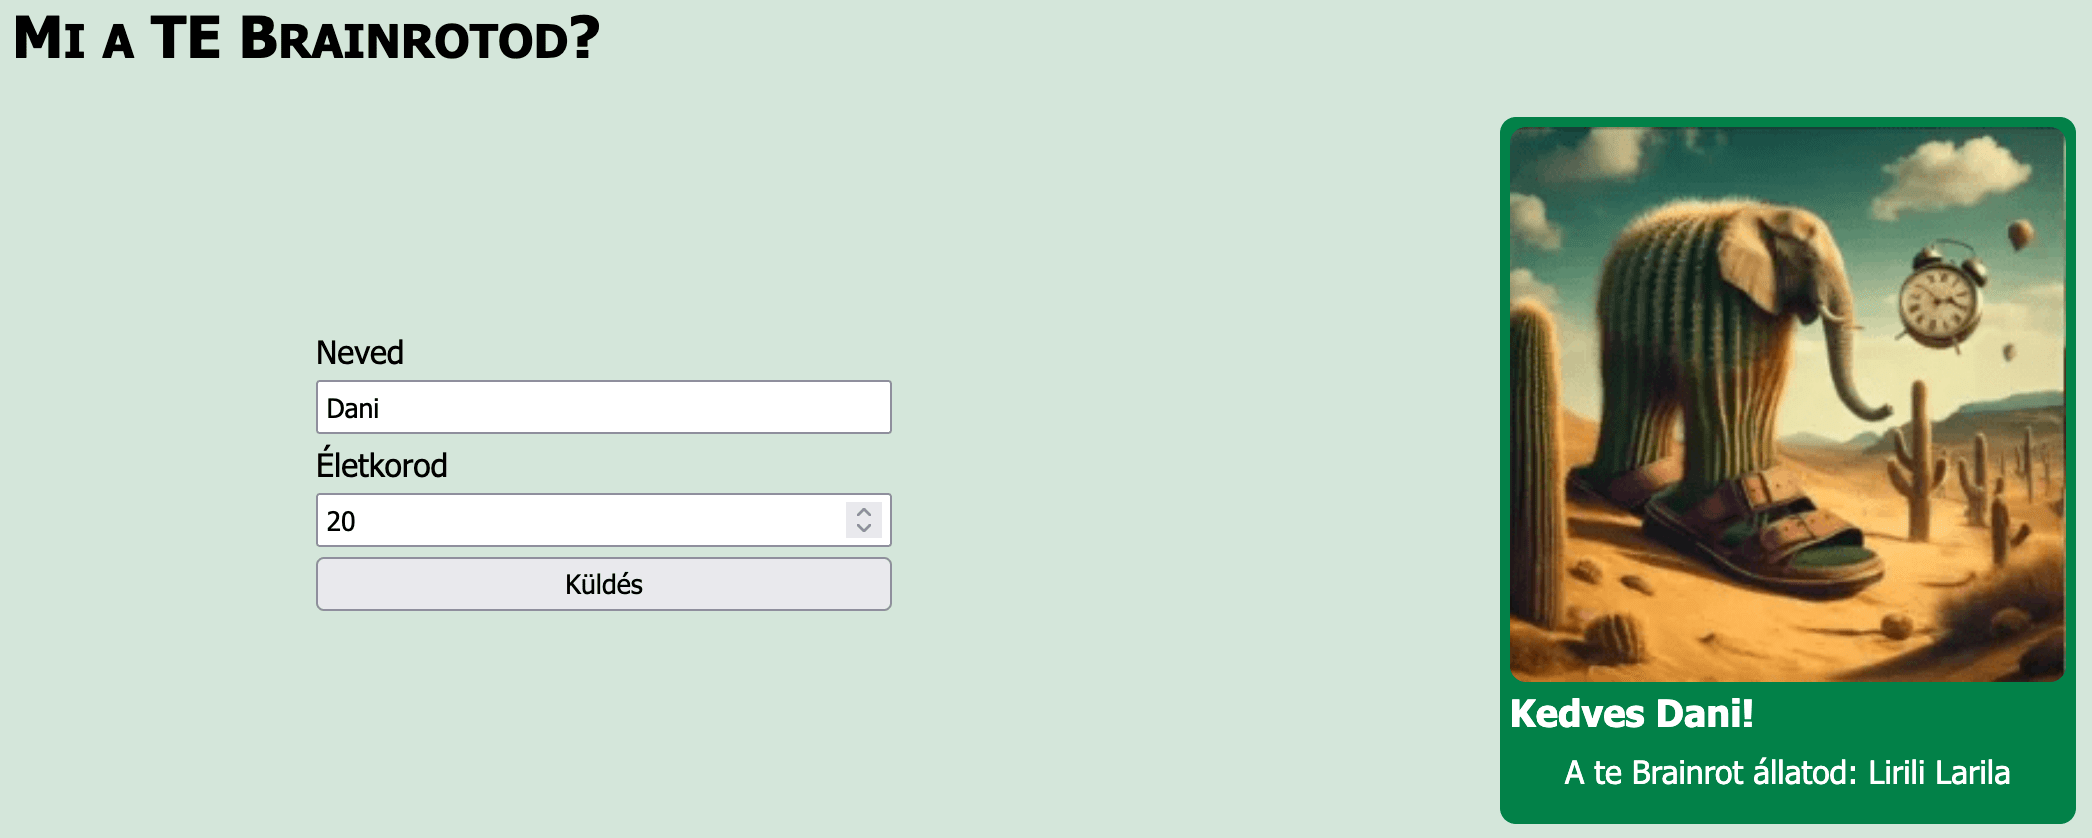 Mi a TE Brainrotod?
Neved
Dani
Életkorod
20
Küldés
Kedves Dani!
A te Brainrot állatod: Lirili Larila